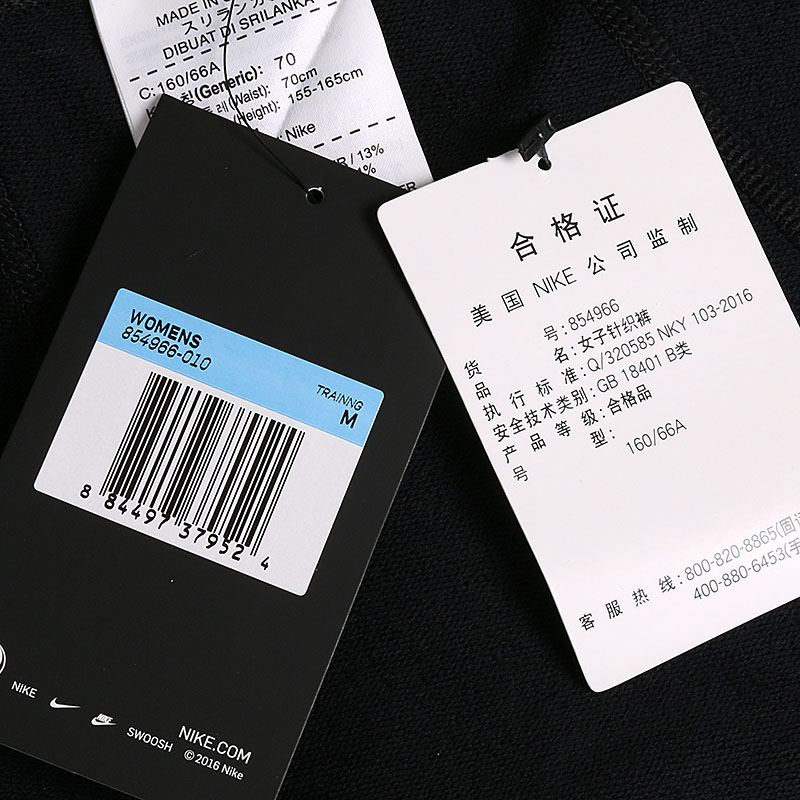 MADE IN
スリランカ
DIBUAT DI SRILANKA
C: 160/66A
(Generic): 70
(Waist): 70cm
(Height): 155-165cm
: Nike
/ 13%
WOMENS
854966-010
TRAINNG
M
8 84497 37952 4
NIKE
SWOOSH
NIKE.COM
©2016 Nike
合格证
美国 NIKE 公司监制
货号:854966
品名:女子针织裤
执行标准:Q/320585 NKY 103-2016
安全技术类别:GB 18401 B类
产品等级:合格品
号型: 160/66A
客服热线:800-820-8865(固
400-880-6453(手